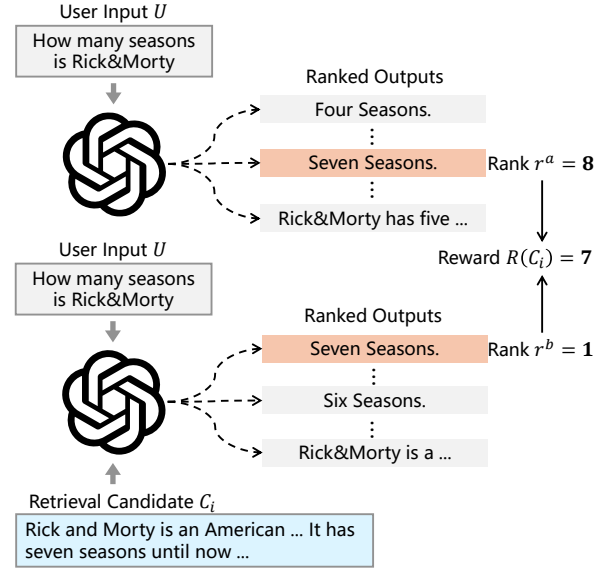 User Input U
How many seasons
is Rick&Morty
Ranked Outputs
Four Seasons.
⋮
Seven Seasons.
Rank r^a = 8
⋮
Rick&Morty has five ...
Reward R(C_i) = 7
User Input U
How many seasons
is Rick&Morty
Ranked Outputs
Seven Seasons.
Rank r^b = 1
⋮
Six Seasons.
⋮
Rick&Morty is a ...
Retrieval Candidate C_i
Rick and Morty is an American ... It has
seven seasons until now ...